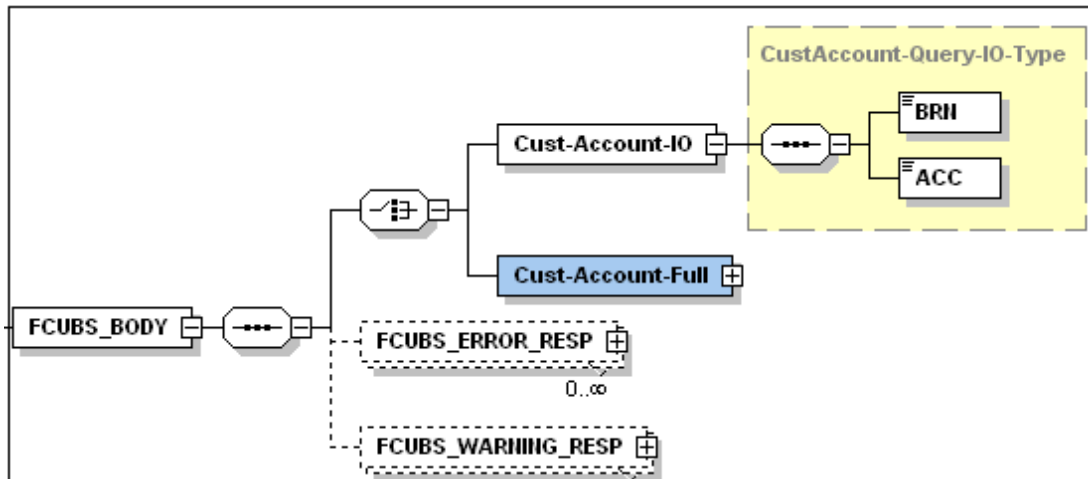 CustAccount-Query-IO-Type
BRN
Cust-Account-IO
ACC
Cust-Account-Full
FCUBS_BODY
FCUBS_ERROR_RESP
0..∞
FCUBS_WARNING_RESP